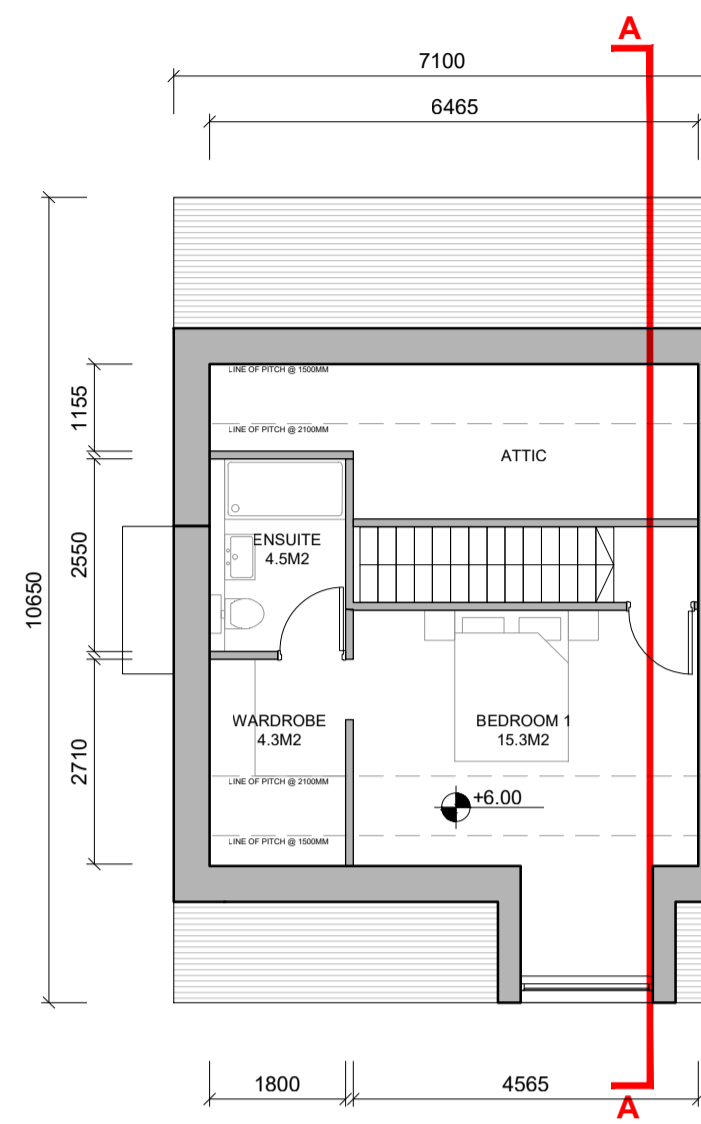 A
7100
6465
LINE OF PITCH @ 1500MM
1155
LINE OF PITCH @ 2100MM
ATTIC
ENSUITE
4.5M2
2550
10650
WARDROBE
4.3M2
BEDROOM 1
15.3M2
2710
LINE OF PITCH @ 2100MM
+6.00
LINE OF PITCH @ 1500MM
1800
4565
A